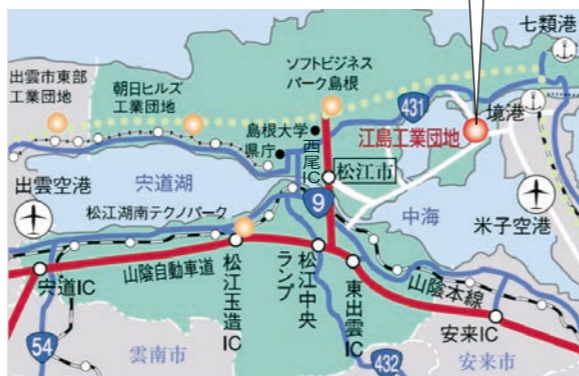 七類港
ソフトビジネス
パーク島根
出雲市東部
工業団地
朝日ヒルズ
工業団地
431
境港
島根大学
県庁
西尾IC
江島工業団地
松江市
出雲空港
宍道湖
9
中海
米子空港
松江湖南テクノパーク
山陰自動車道
宍道IC
松江玉造IC
松江中央
ランプ
東出雲IC
山陰本線
安来IC
54
雲南市
432
安来市